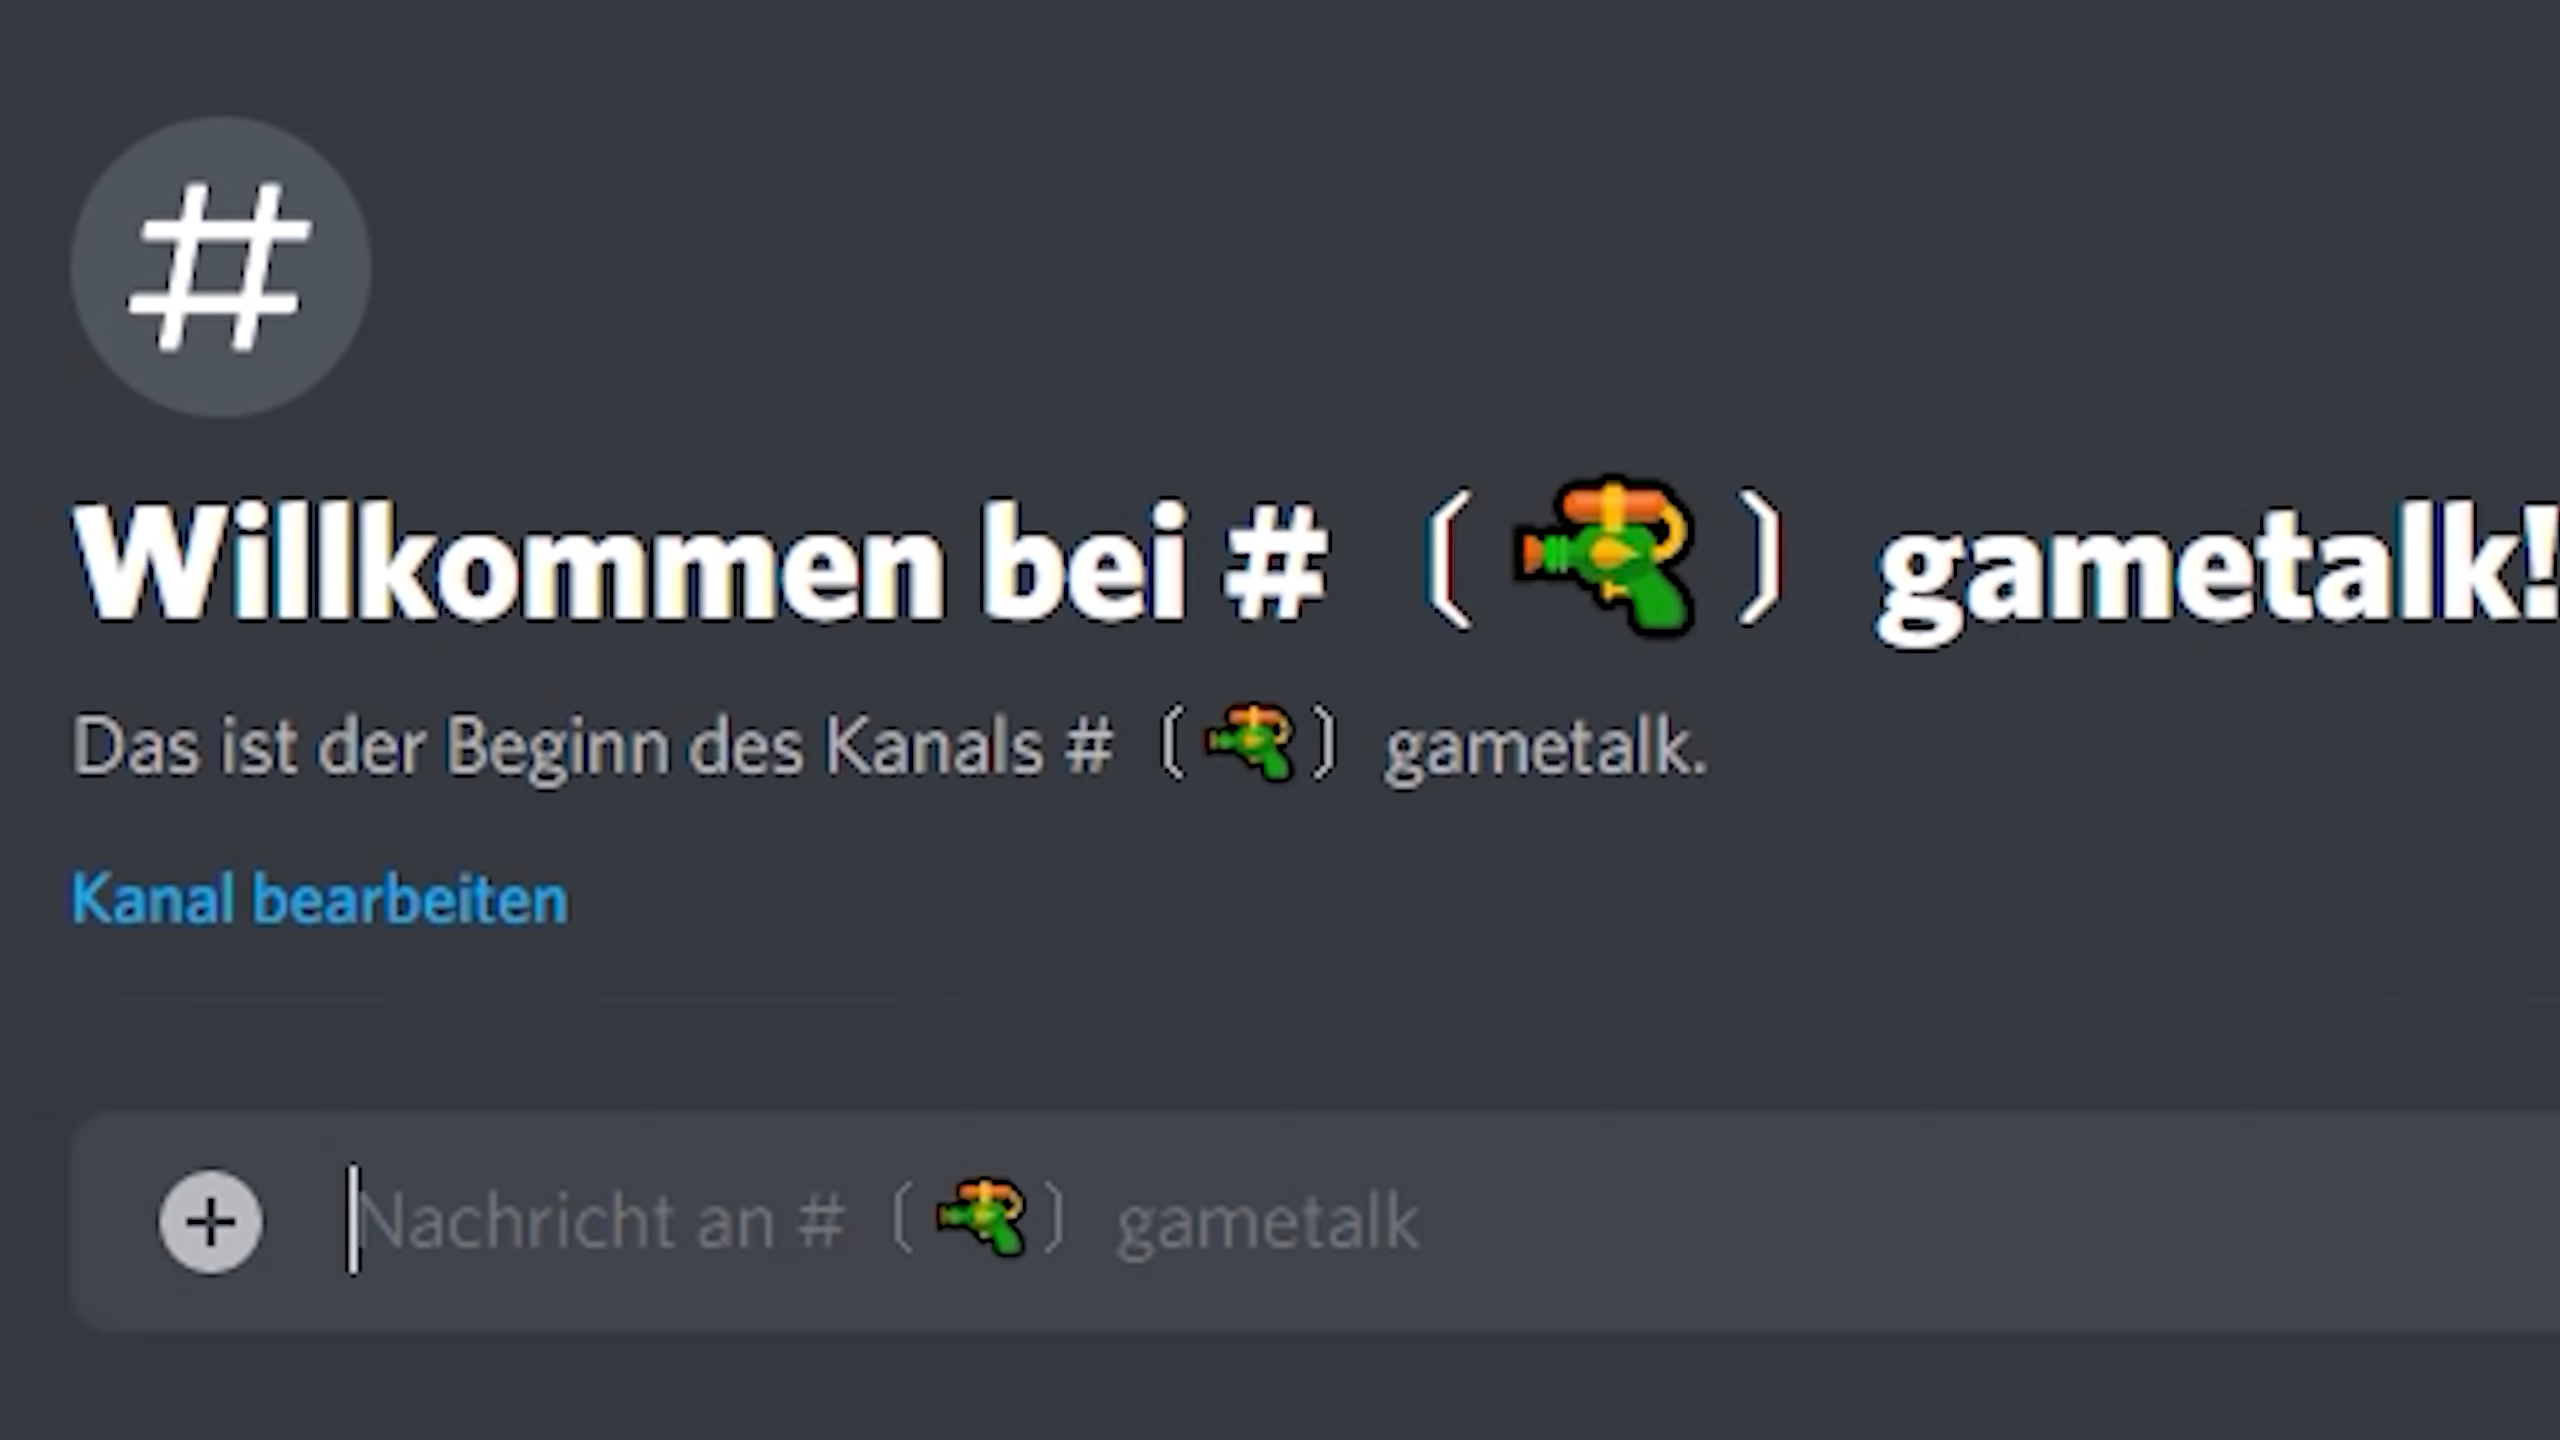 #
Willkommen bei #〔🔫〕gametalk!
Das ist der Beginn des Kanals #〔🔫〕gametalk.
Kanal bearbeiten
Nachricht an #〔🔫〕gametalk